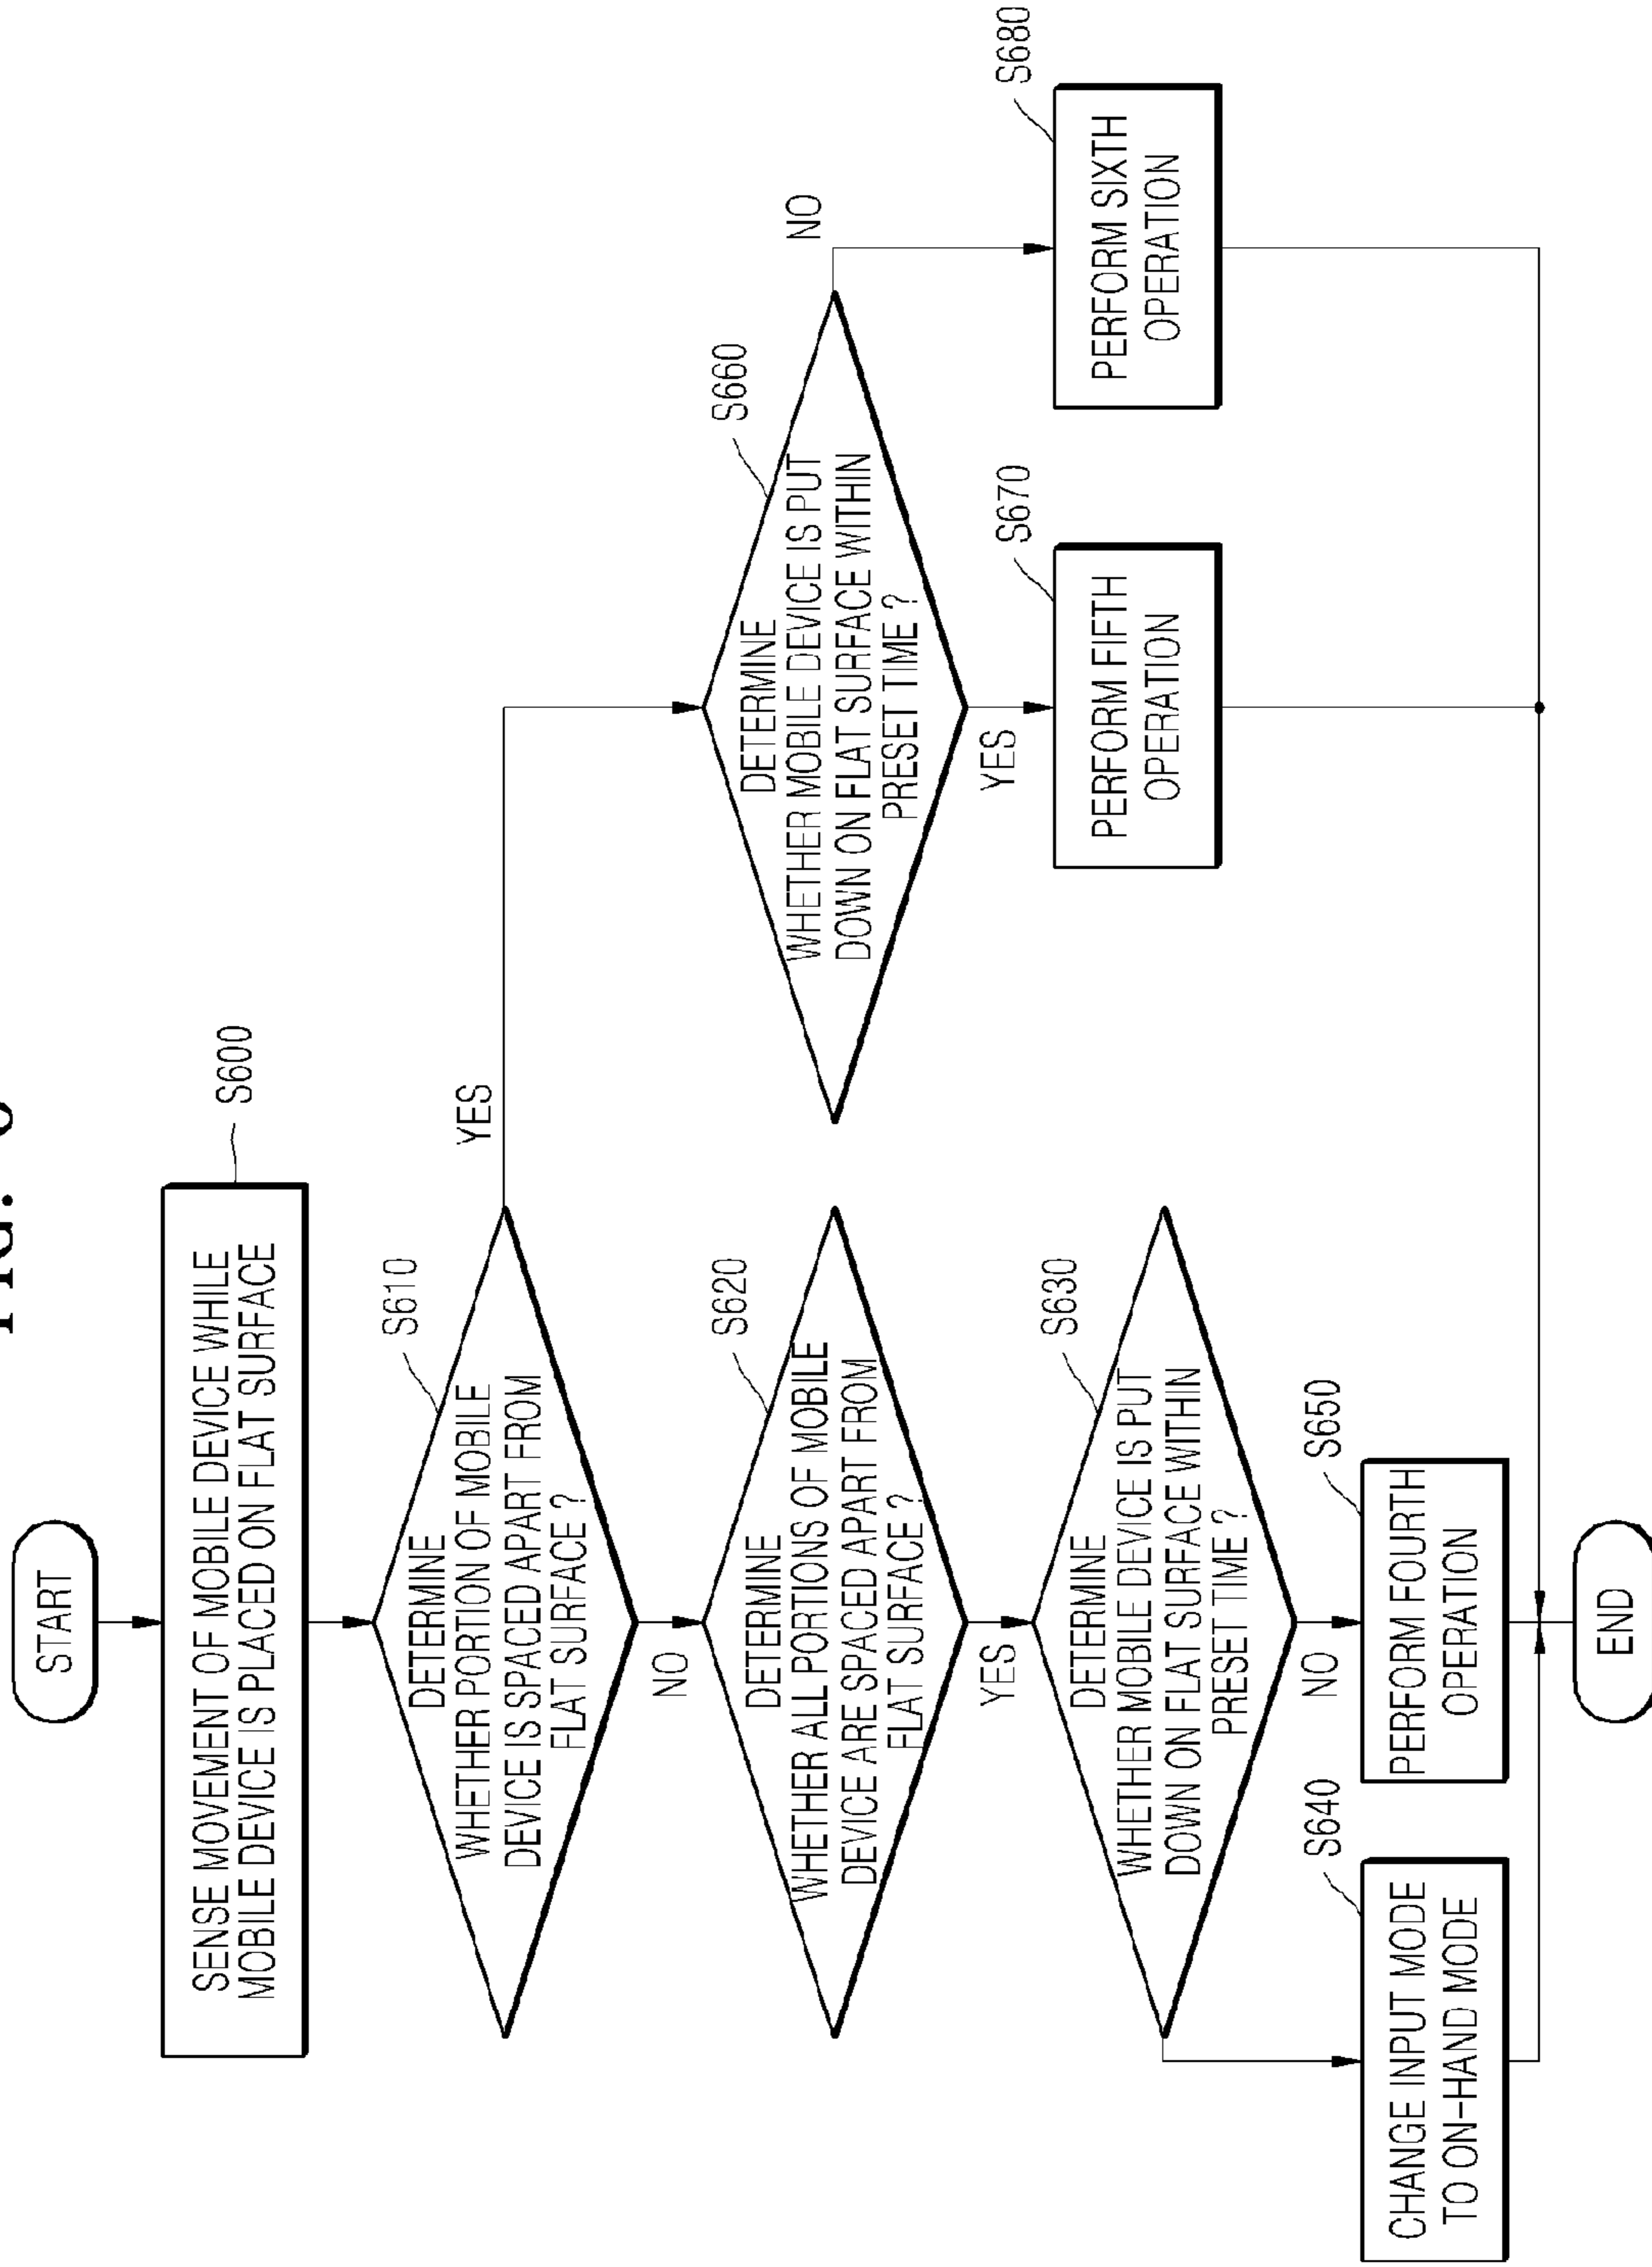 START
SENSE MOVEMENT OF MOBILE DEVICE WHILE
MOBILE DEVICE IS PLACED ON FLAT SURFACE
S600
DETERMINE
WHETHER PORTION OF MOBILE
DEVICE IS SPACED APART FROM
FLAT SURFACE ?
S610
YES
NO
DETERMINE
WHETHER ALL PORTIONS OF MOBILE
DEVICE ARE SPACED APART FROM
FLAT SURFACE ?
S620
YES
DETERMINE
WHETHER MOBILE DEVICE IS PUT
DOWN ON FLAT SURFACE WITHIN
PRESET TIME ?
S630
NO
CHANGE INPUT MODE
TO ON-HAND MODE
S640
PERFORM FOURTH
OPERATION
S650
DETERMINE
WHETHER MOBILE DEVICE IS PUT
DOWN ON FLAT SURFACE WITHIN
PRESET TIME ?
S660
YES
NO
PERFORM FIFTH
OPERATION
S670
PERFORM SIXTH
OPERATION
S680
END